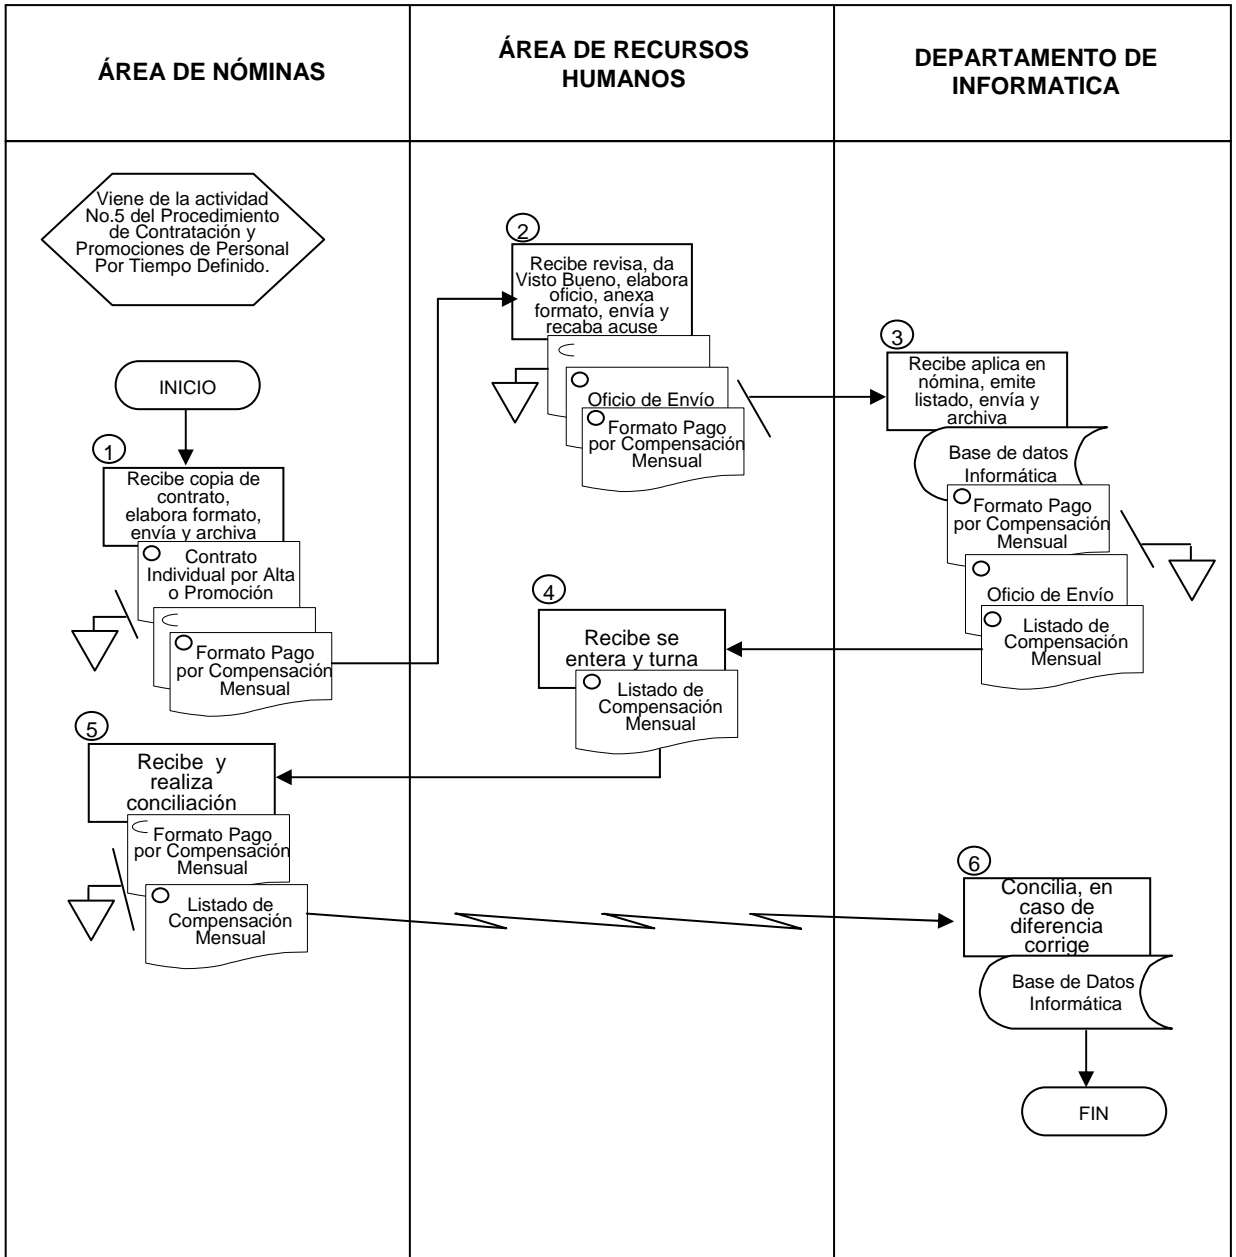 ÁREA DE NÓMINAS
ÁREA DE RECURSOS
HUMANOS
DEPARTAMENTO DE
INFORMATICA
Viene de la actividad
No.5 del Procedimiento
de Contratación y
Promociones de Personal
Por Tiempo Definido.
INICIO
1
Recibe copia de
contrato,
elabora formato,
envía y archiva
Contrato
Individual por Alta
o Promoción
Formato Pago
por Compensación
Mensual
2
Recibe revisa, da
Visto Bueno, elabora
oficio, anexa
formato, envía y
recaba acuse
Oficio de Envío
Formato Pago
por Compensación
Mensual
3
Recibe aplica en
nómina, emite
listado, envía y
archiva
Base de datos
Informática
Formato Pago
por Compensación
Mensual
Oficio de Envío
Listado de
Compensación
Mensual
4
Recibe se
entera y turna
Listado de
Compensación
Mensual
5
Recibe y
realiza
conciliación
Formato Pago
por Compensación
Mensual
Listado de
Compensación
Mensual
6
Concilia, en
caso de
diferencia
corrige
Base de Datos
Informática
FIN